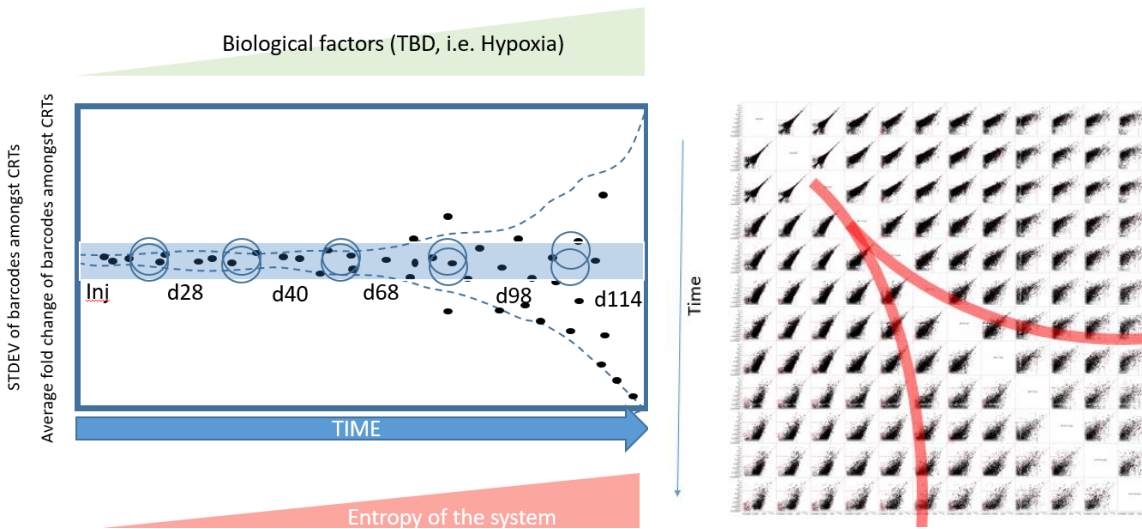 Biological factors (TBD, i.e. Hypoxia)
STDEV of barcodes amongst CRTs
Average fold change of barcodes amongst CRTs
Inj d28 d40 d68 d98 d114
TIME
Entropy of the system
Time